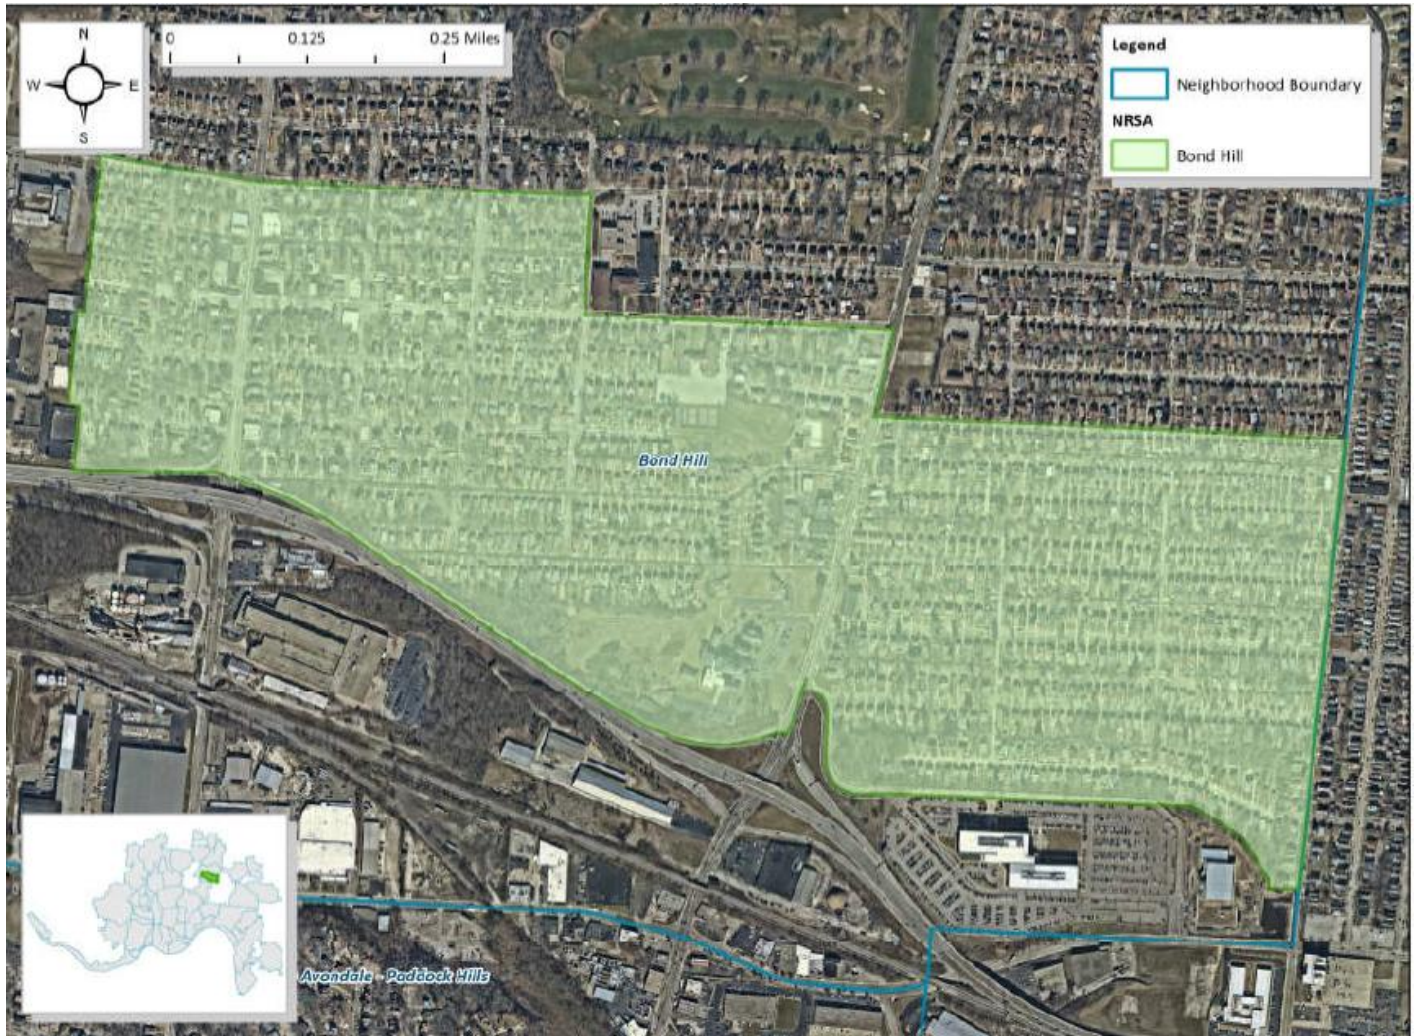 N
W E
S
0 0.125 0.25 Miles
Legend
Neighborhood Boundary
NRSA
Bond Hill
Bond Hill
Avondale - Paddock Hills